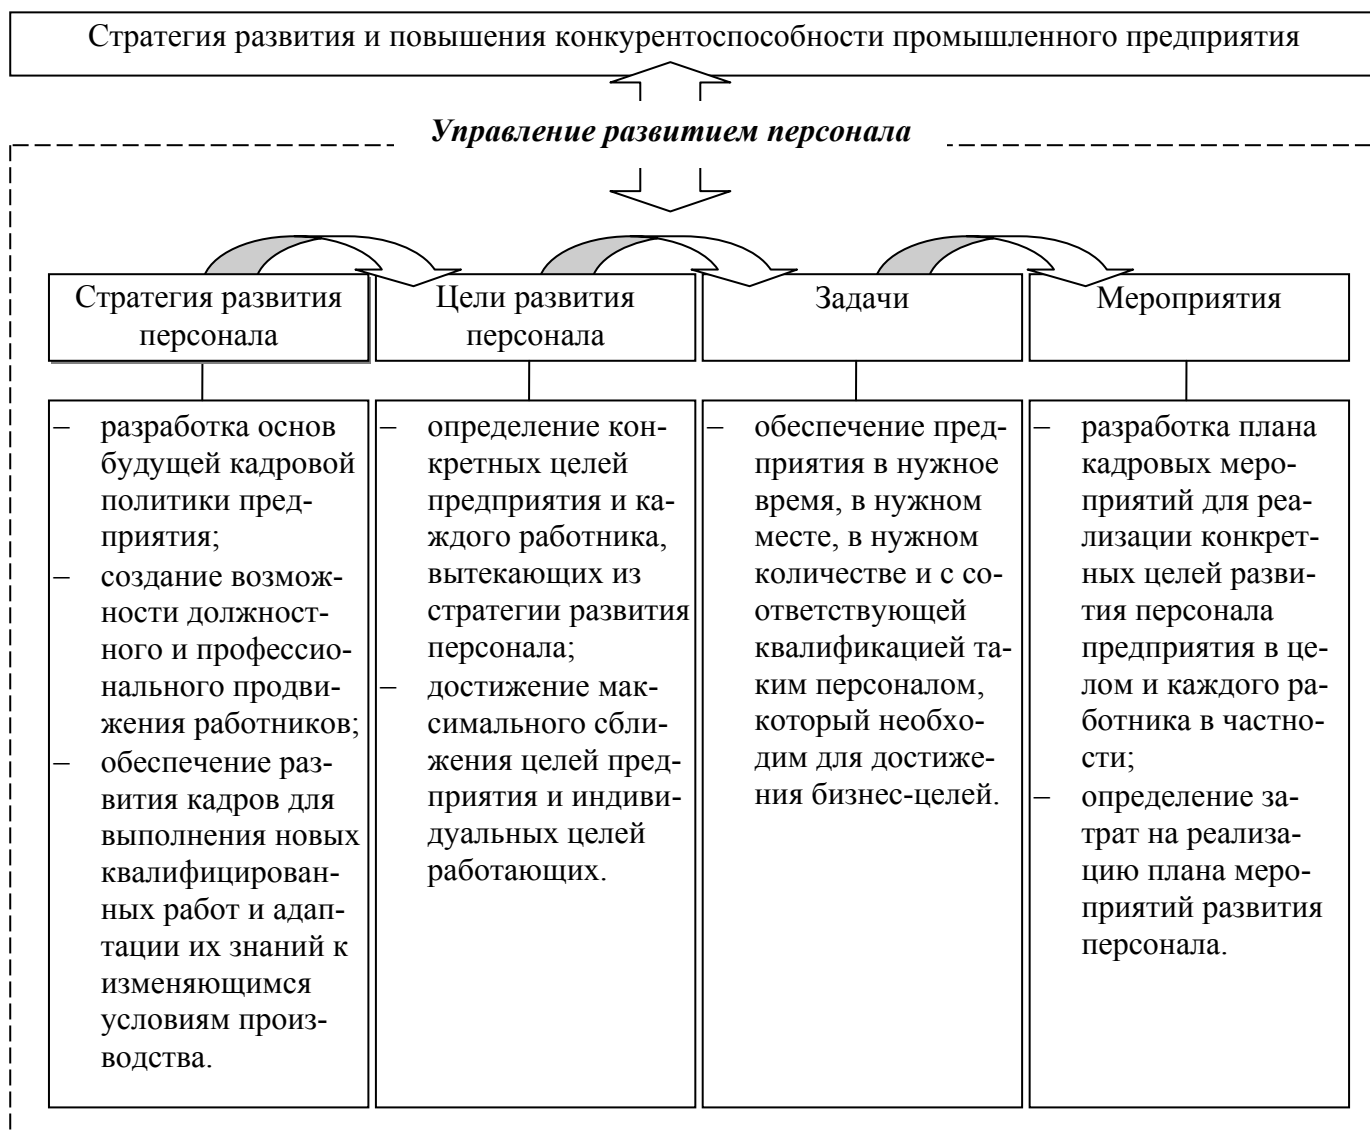 Стратегия развития и повышения конкурентоспособности промышленного предприятия
Управление развитием персонала
Стратегия развития
персонала
Цели развития
персонала
Задачи
Мероприятия
– разработка основ
будущей кадровой
политики пред-
приятия;
– создание возмож-
ности должност-
ного и профессио-
нального продви-
жения работников;
– обеспечение раз-
вития кадров для
выполнения новых
квалифицирован-
ных работ и адап-
тации их знаний к
изменяющимся
условиям произ-
водства.
– определение кон-
кретных целей
предприятия и ка-
ждого работника,
вытекающих из
стратегии развития
персонала;
– достижение мак-
симального сбли-
жения целей пред-
приятия и индиви-
дуальных целей
работающих.
– обеспечение пред-
приятия в нужное
время, в нужном
месте, в нужном
количестве и с со-
ответствующей
квалификацией та-
ким персоналом,
который необхо-
дим для достиже-
ния бизнес-целей.
– разработка плана
кадровых меро-
приятий для реа-
лизации конкрет-
ных целей разви-
тия персонала
предприятия в це-
лом и каждого ра-
ботника в частно-
сти;
– определение за-
трат на реализа-
цию плана меро-
приятий развития
персонала.